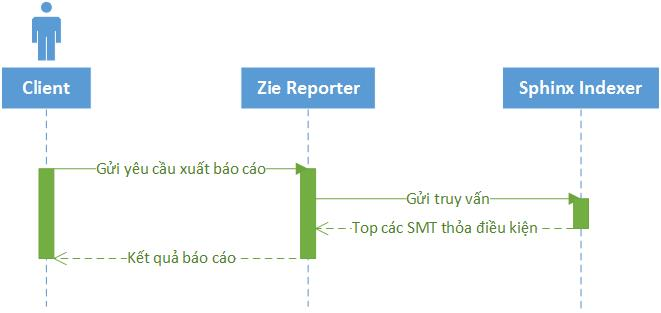 Client
Zie Reporter
Sphinx Indexer
Gửi yêu cầu xuất báo cáo
Gửi truy vấn
Top các SMT thỏa điều kiện
Kết quả báo cáo